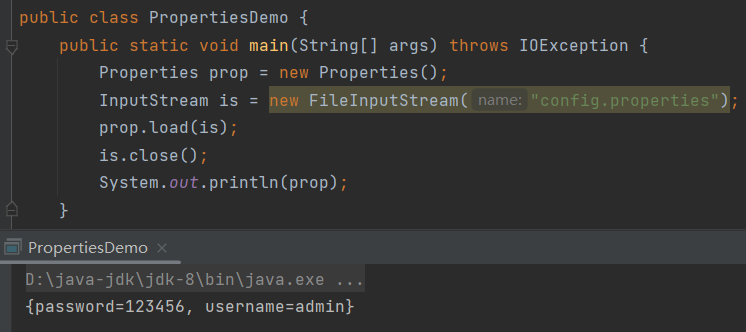 public class PropertiesDemo {
    public static void main(String[] args) throws IOException {
        Properties prop = new Properties();
        InputStream is = new FileInputStream( name: "config.properties");
        prop.load(is);
        is.close();
        System.out.println(prop);
    }
PropertiesDemo ×
D:\java-jdk\jdk-8\bin\java.exe ...
{password=123456, username=admin}